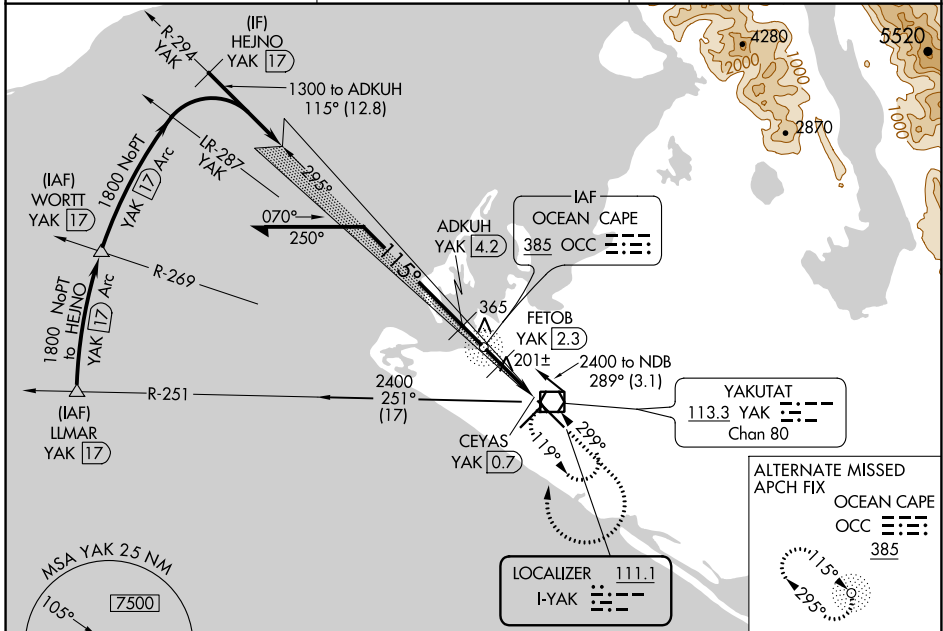 R-294
YAK
(IF)
HEJNO
YAK 17
1300 to ADKUH
115° (12.8)
4280
2000
1000
2870
5520
1000
LR-287
YAK
1800 NoPT
YAK 17 Arc
(IAF)
WORTT
YAK 17
295°
070°
250°
115°
ADKUH
YAK 4.2
IAF
OCEAN CAPE
385 OCC
R-269
1800 NoPT
to HEJNO
YAK 17 Arc
365
FETOB
YAK 2.3
201±
2400 to NDB
289° (3.1)
R-251
2400
251°
(17)
(IAF)
LLMAR
YAK 17
YAKUTAT
113.3 YAK
Chan 80
CEYAS
YAK 0.7
119°
299°
ALTERNATE MISSED
APCH FIX
OCEAN CAPE
OCC
385
115°
295°
MSA YAK 25 NM
7500
105°
LOCALIZER 111.1
I-YAK